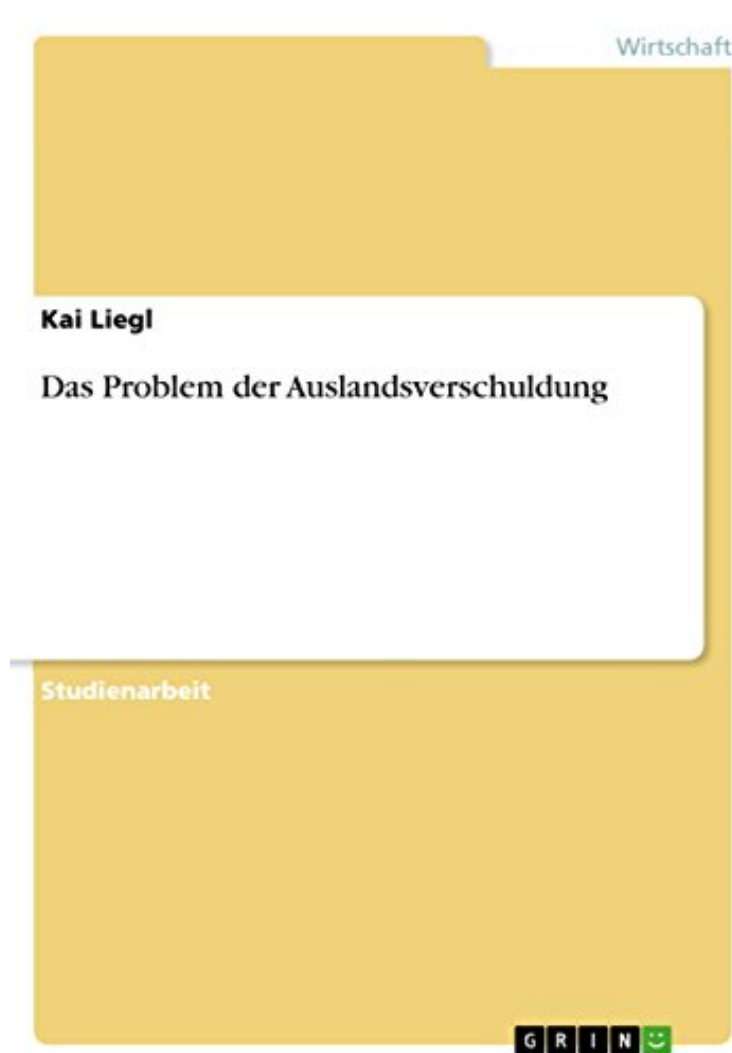 Wirtschaft
Kai Liegl
Das Problem der Auslandsverschuldung
Studienarbeit
GRIN